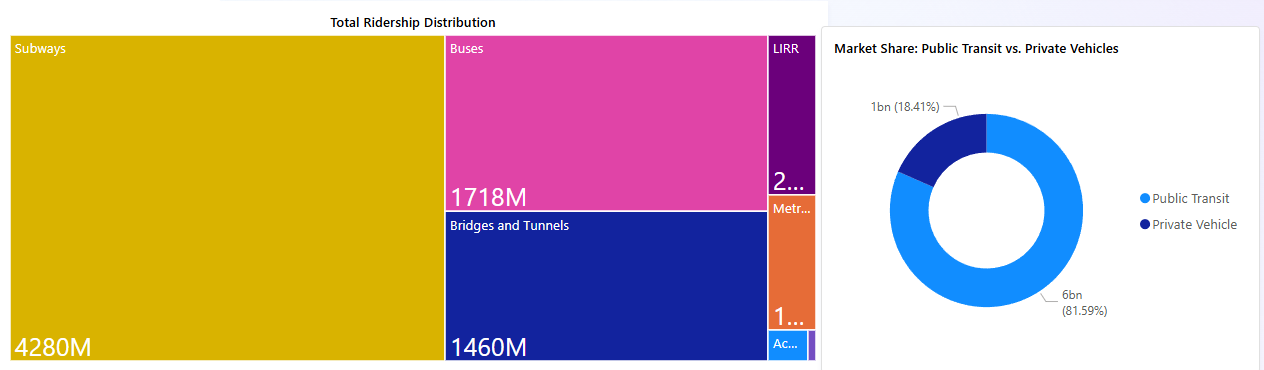 Total Ridership Distribution
Subways
4280M
Buses
1718M
Bridges and Tunnels
1460M
LIRR
2...
Metr...
1...
Ac...
Market Share: Public Transit vs. Private Vehicles
1bn (18.41%)
6bn
(81.59%)
Public Transit
Private Vehicle